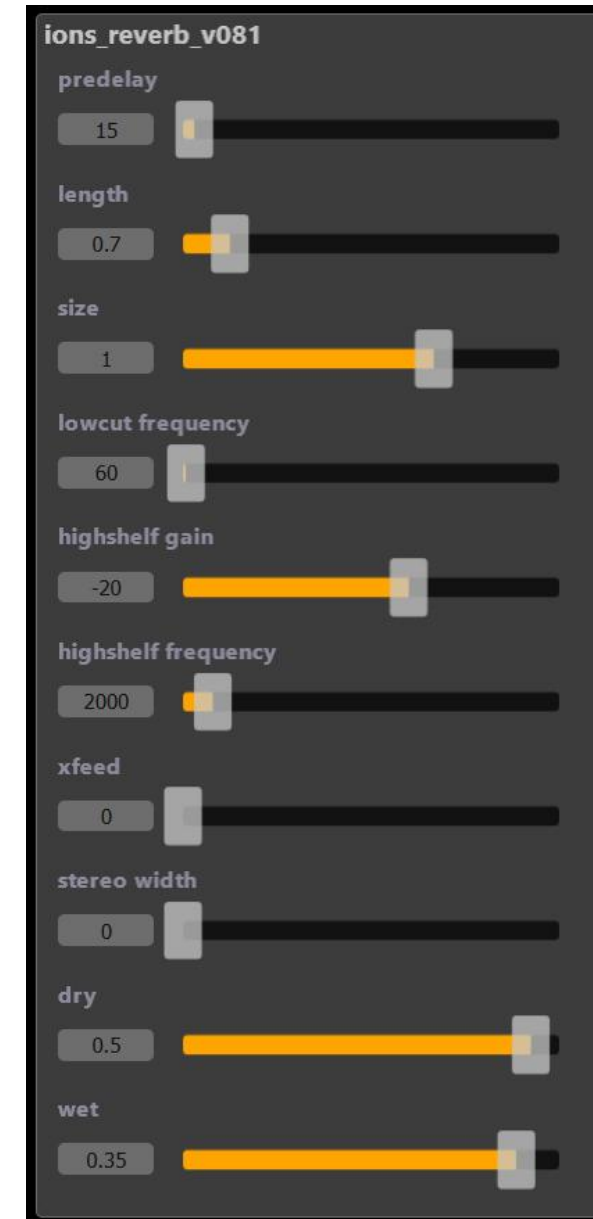 ions_reverb_v081
predelay
15
length
0.7
size
1
lowcut frequency
60
highshelf gain
-20
highshelf frequency
2000
xfeed
0
stereo width
0
dry
0.5
wet
0.35